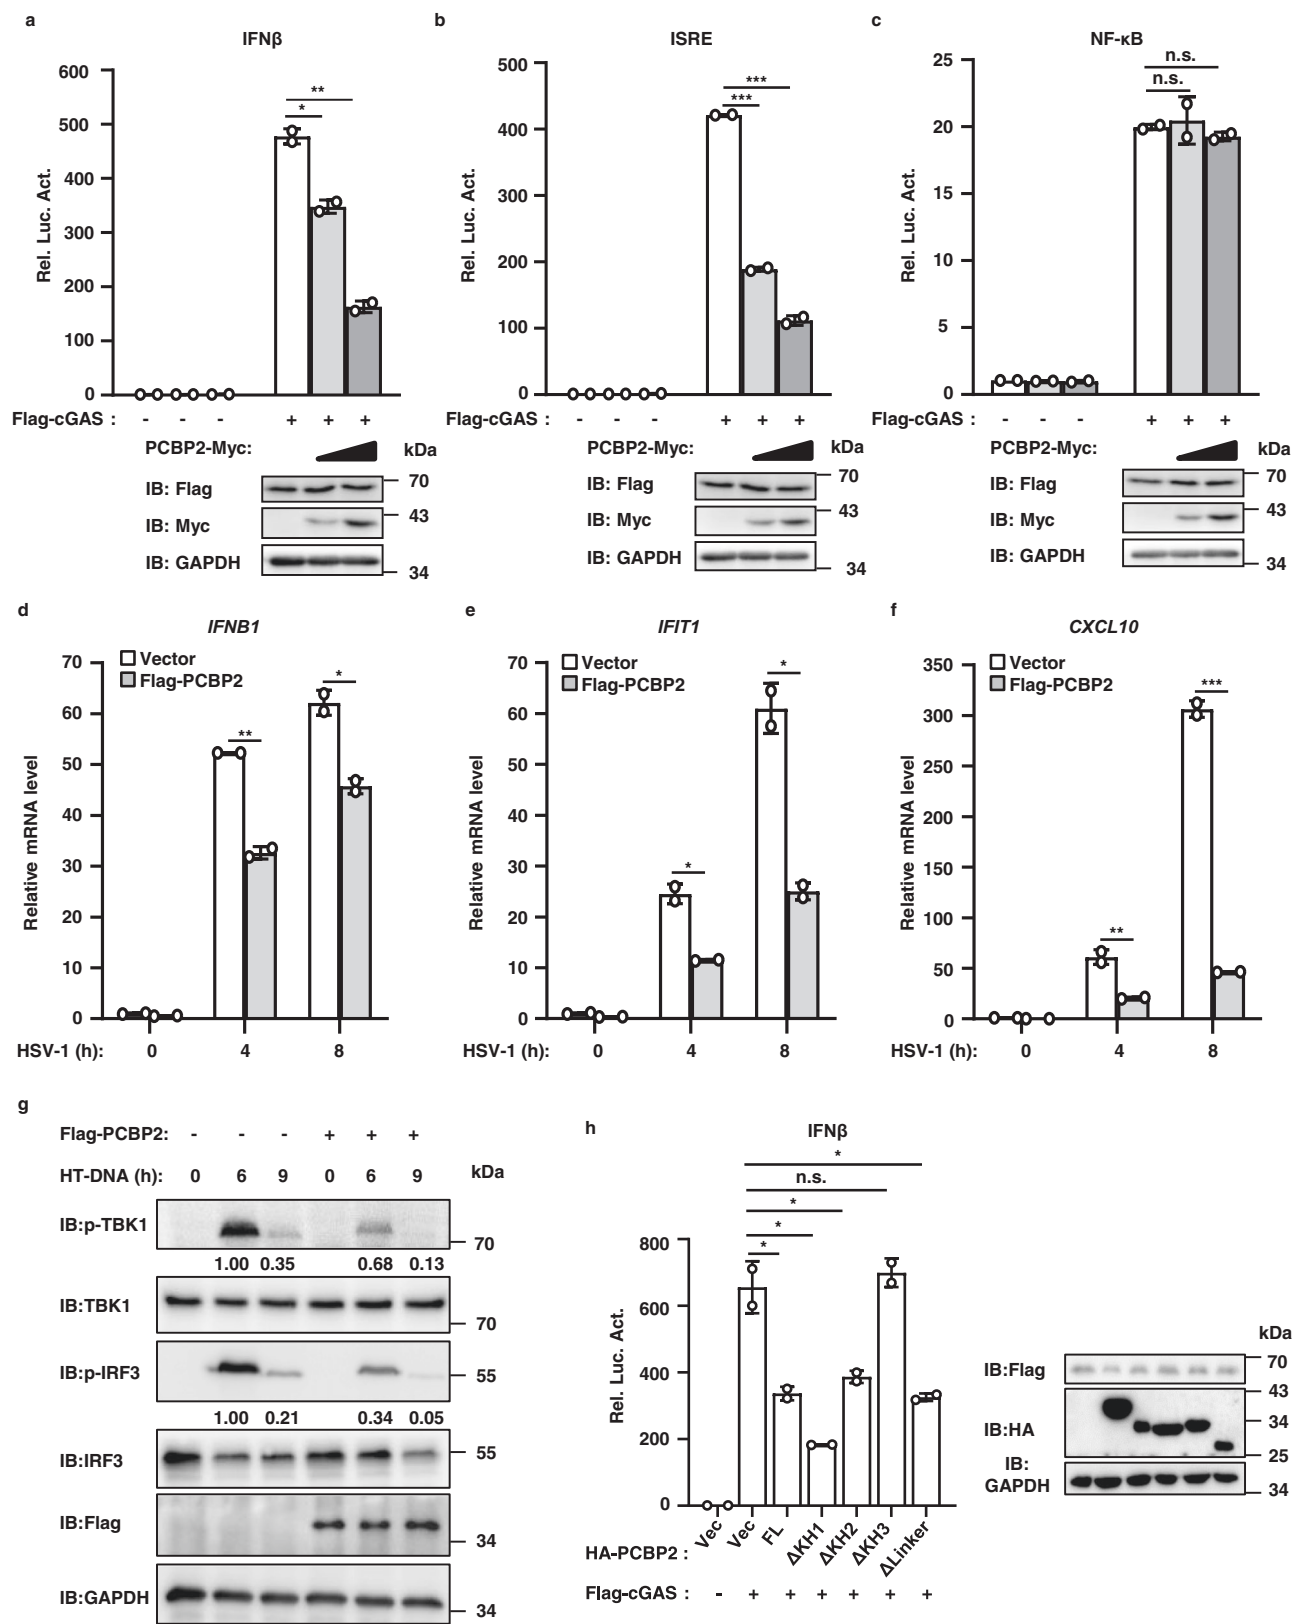 a
IFNβ
Rel. Luc. Act.
600
500
400
300
200
100
0
**
*
Flag-cGAS : - - - + + +
PCBP2-Myc: kDa
IB: Flag 70
IB: Myc 43
IB: GAPDH 34
b
ISRE
Rel. Luc. Act.
500
400
300
200
100
0
***
***
Flag-cGAS : - - - + + +
PCBP2-Myc: kDa
IB: Flag 70
IB: Myc 43
IB: GAPDH 34
c
NF-κB
Rel. Luc. Act.
25
20
15
10
5
0
n.s.
n.s.
Flag-cGAS : - - - + + +
PCBP2-Myc: kDa
IB: Flag 70
IB: Myc 43
IB: GAPDH 34
d
IFNB1
Vector
Flag-PCBP2
Relative mRNA level
70
60
50
40
30
20
10
0
**
*
HSV-1 (h): 0 4 8
e
IFIT1
Vector
Flag-PCBP2
Relative mRNA level
70
60
50
40
30
20
10
0
*
*
HSV-1 (h): 0 4 8
f
CXCL10
Vector
Flag-PCBP2
Relative mRNA level
350
300
250
200
150
100
50
0
**
***
HSV-1 (h): 0 4 8
g
Flag-PCBP2: - - - + + +
HT-DNA (h): 0 6 9 0 6 9 kDa
IB:p-TBK1 70
1.00 0.35 0.68 0.13
IB:TBK1 70
IB:p-IRF3 55
1.00 0.21 0.34 0.05
IB:IRF3 55
IB:Flag 34
IB:GAPDH 34
h
IFNβ
Rel. Luc. Act.
800
600
400
200
0
*
n.s.
*
*
*
HA-PCBP2 : Vec Vec FL ΔKH1 ΔKH2 ΔKH3 ΔLinker
Flag-cGAS : - + + + + + +
kDa
IB:Flag 70
43
IB:HA 34
25
IB:
GAPDH 34